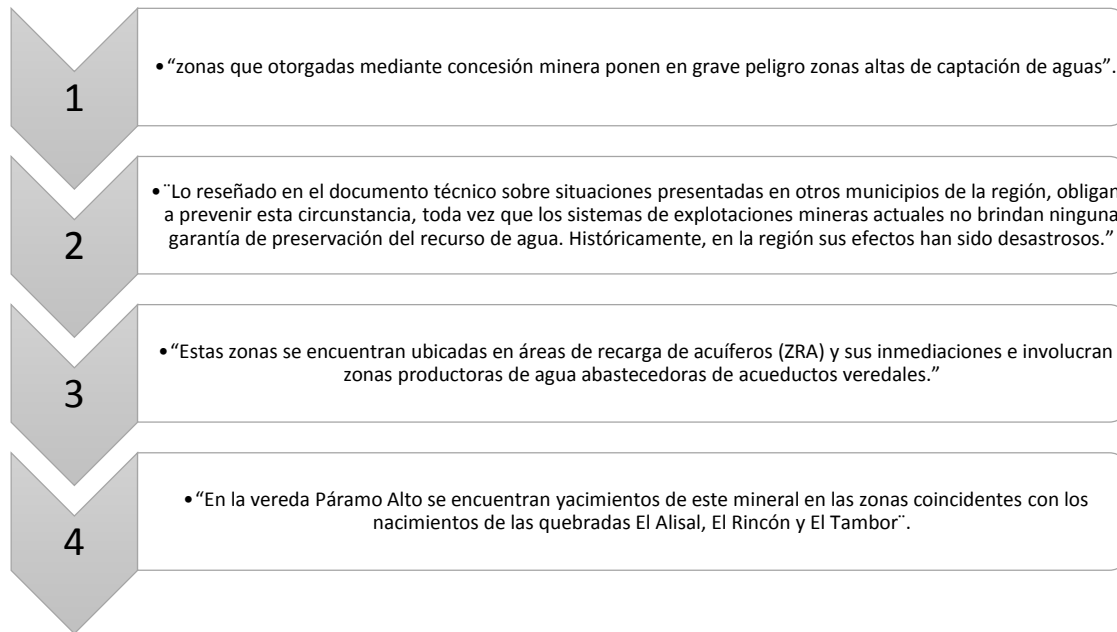 1
• “zonas que otorgadas mediante concesión minera ponen en grave peligro zonas altas de captación de aguas”.
2
• ¨Lo reseñado en el documento técnico sobre situaciones presentadas en otros municipios de la región, obligan
a prevenir esta circunstancia, toda vez que los sistemas de explotaciones mineras actuales no brindan ninguna
garantía de preservación del recurso de agua. Históricamente, en la región sus efectos han sido desastrosos.”
3
• “Estas zonas se encuentran ubicadas en áreas de recarga de acuíferos (ZRA) y sus inmediaciones e involucran
zonas productoras de agua abastecedoras de acueductos veredales.”
4
• “En la vereda Páramo Alto se encuentran yacimientos de este mineral en las zonas coincidentes con los
nacimientos de las quebradas El Alisal, El Rincón y El Tambor¨.